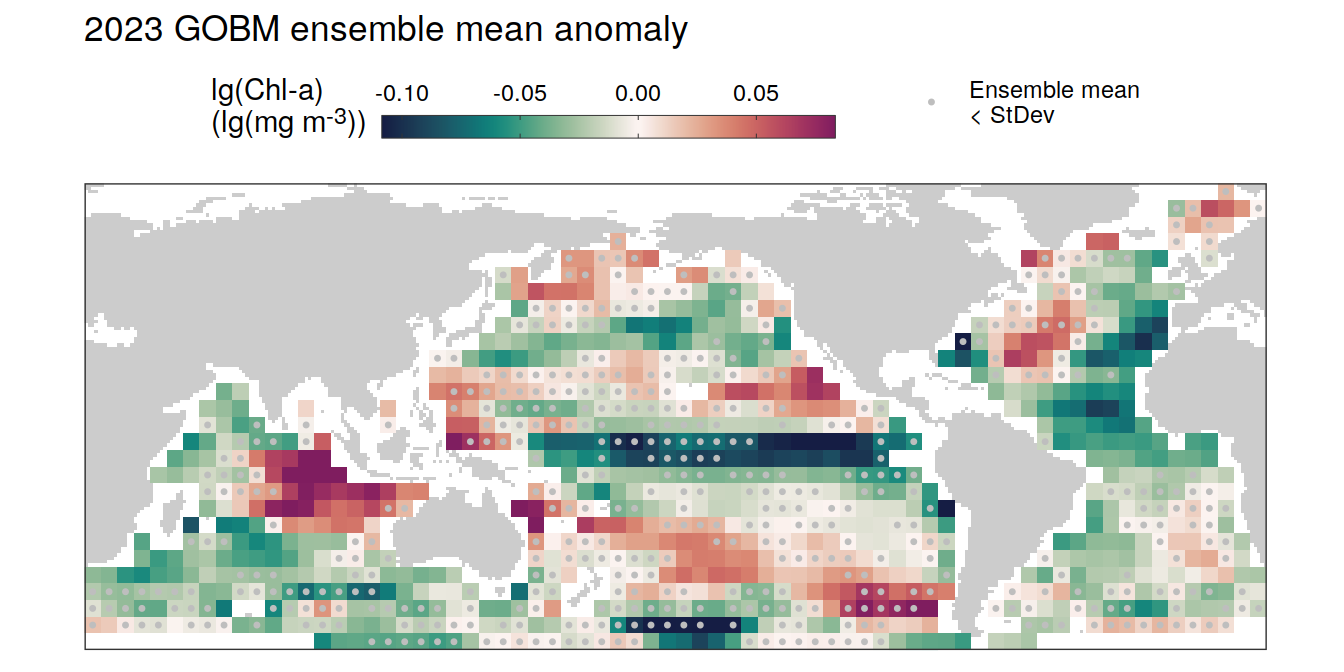 2023 GOBM ensemble mean anomaly
lg(Chl-a)
(lg(mg m⁻³))
-0.10 -0.05 0.00 0.05
Ensemble mean
< StDev